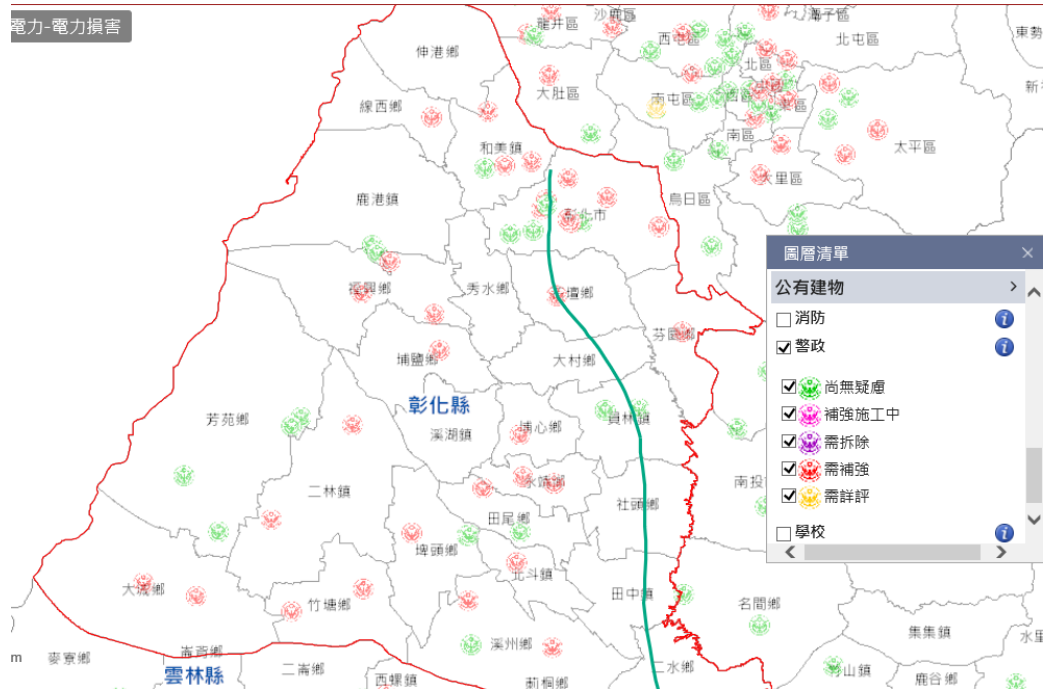 電力-電力損害
沙鹿區
龍井區
潭子區
西屯區
北屯區
東勢
伸港鄉
北區
大肚區
新社
線西鄉
南屯區
西區
東區
南區
和美鎮
太平區
大里區
鹿港鎮
彰化市
烏日區
圖層清單
公有建物
消防
警政
尚無疑慮
補強施工中
需拆除
需補強
需詳評
學校
福興鄉
秀水鄉
花壇鄉
芬園鄉
埔鹽鄉
大村鄉
彰化縣
芳苑鄉
溪湖鎮
埔心鄉
員林鎮
二林鎮
永靖鄉
社頭鄉
南投
田尾鄉
埤頭鄉
北斗鎮
大城鄉
竹塘鄉
田中鎮
名間鄉
溪州鄉
集集鎮
水里
m
麥寮鄉
崙背鄉
雲林縣
二崙鄉
西螺鎮
莿桐鄉
二水鄉
竹山鎮
鹿谷鄉